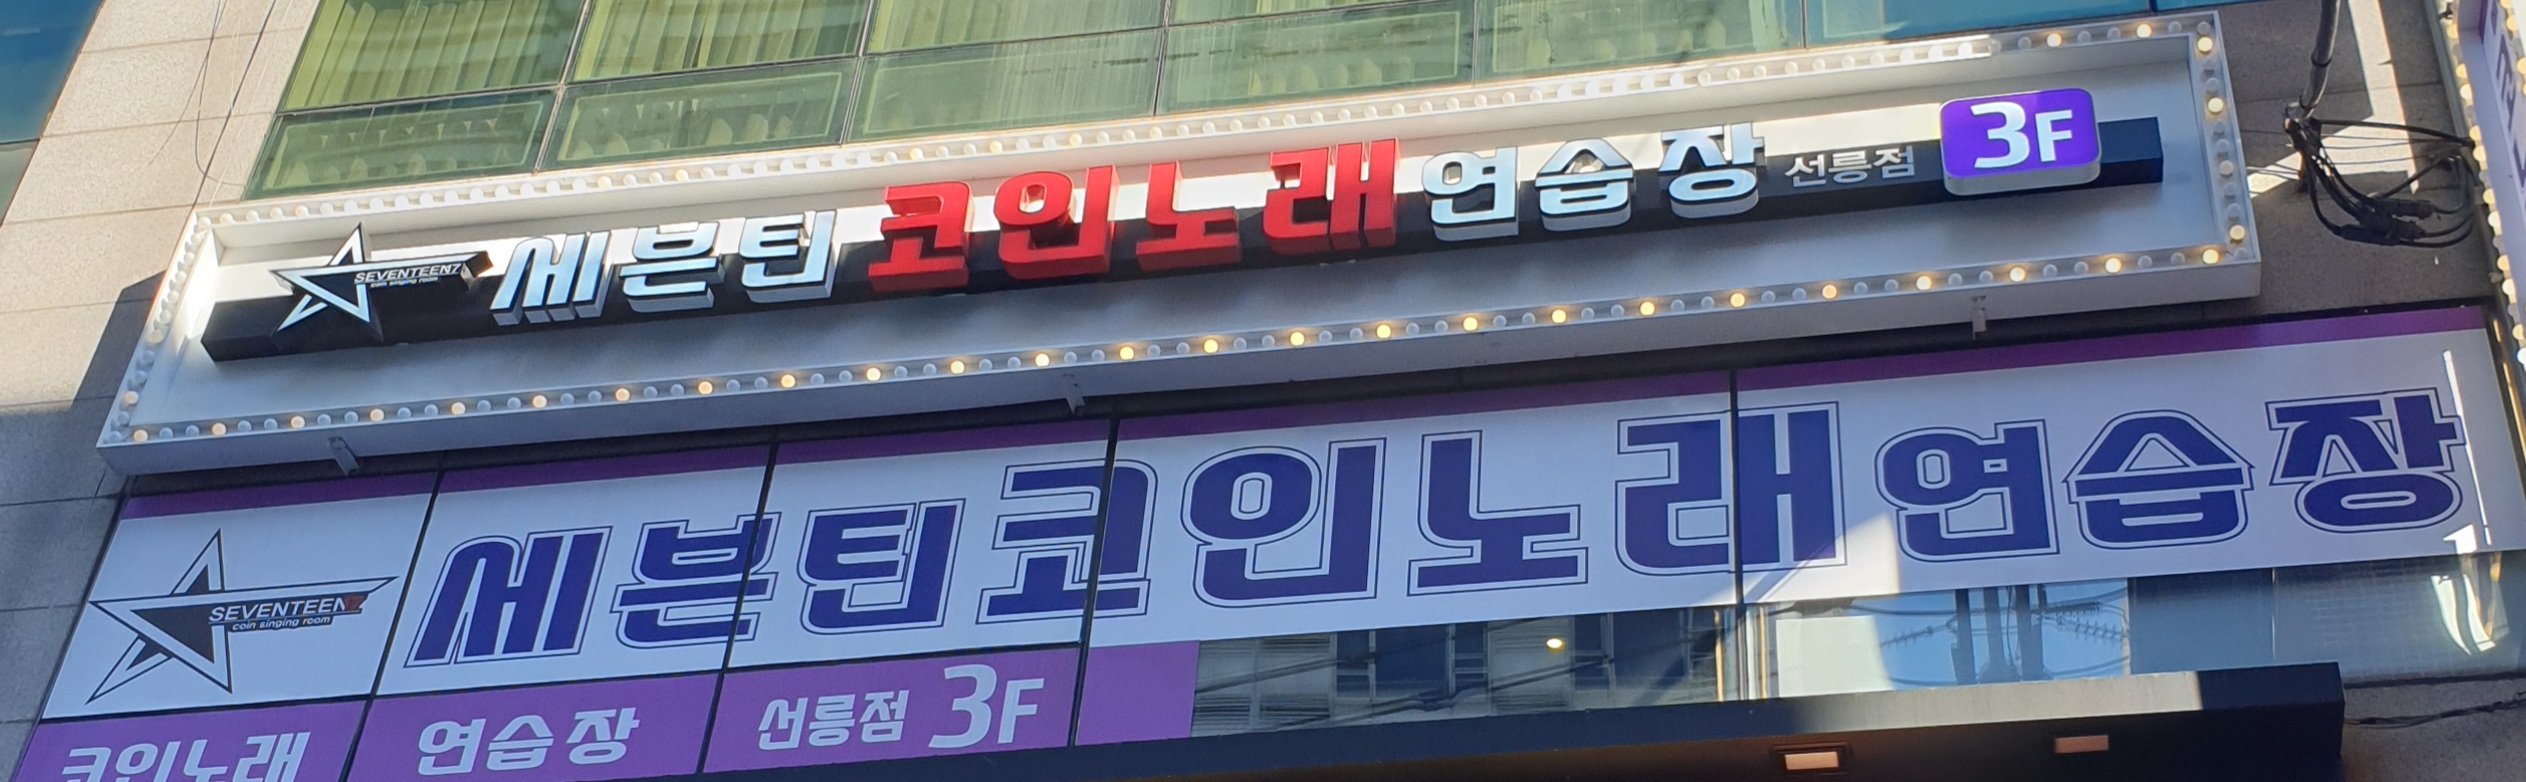 SEVENTEENZ
coin singing room
세븐틴 코인노래연습장 선릉점 3F
SEVENTEENZ
coin singing room
세븐틴코인노래연습장
코인노래 연습장 선릉점 3F